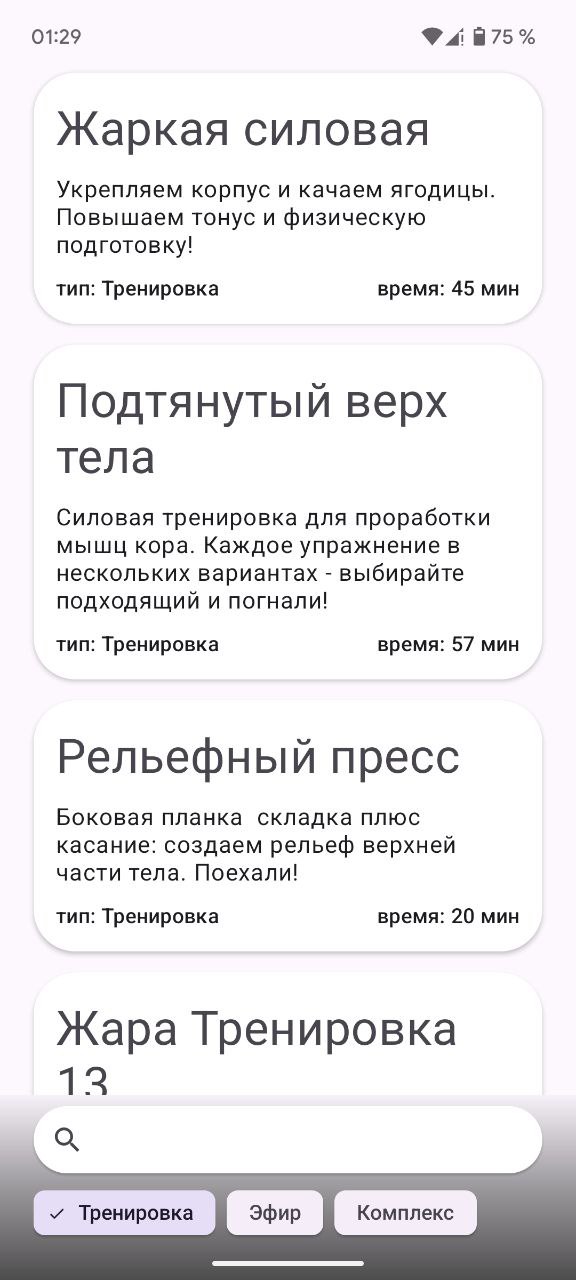 01:29
75 %
Жаркая силовая
Укрепляем корпус и качаем ягодицы.
Повышаем тонус и физическую
подготовку!
тип: Тренировка время: 45 мин
Подтянутый верх
тела
Силовая тренировка для проработки
мышц кора. Каждое упражнение в
нескольких вариантах - выбирайте
подходящий и погнали!
тип: Тренировка время: 57 мин
Рельефный пресс
Боковая планка  складка плюс
касание: создаем рельеф верхней
части тела. Поехали!
тип: Тренировка время: 20 мин
Жара Тренировка
13
Тренировка Эфир Комплекс